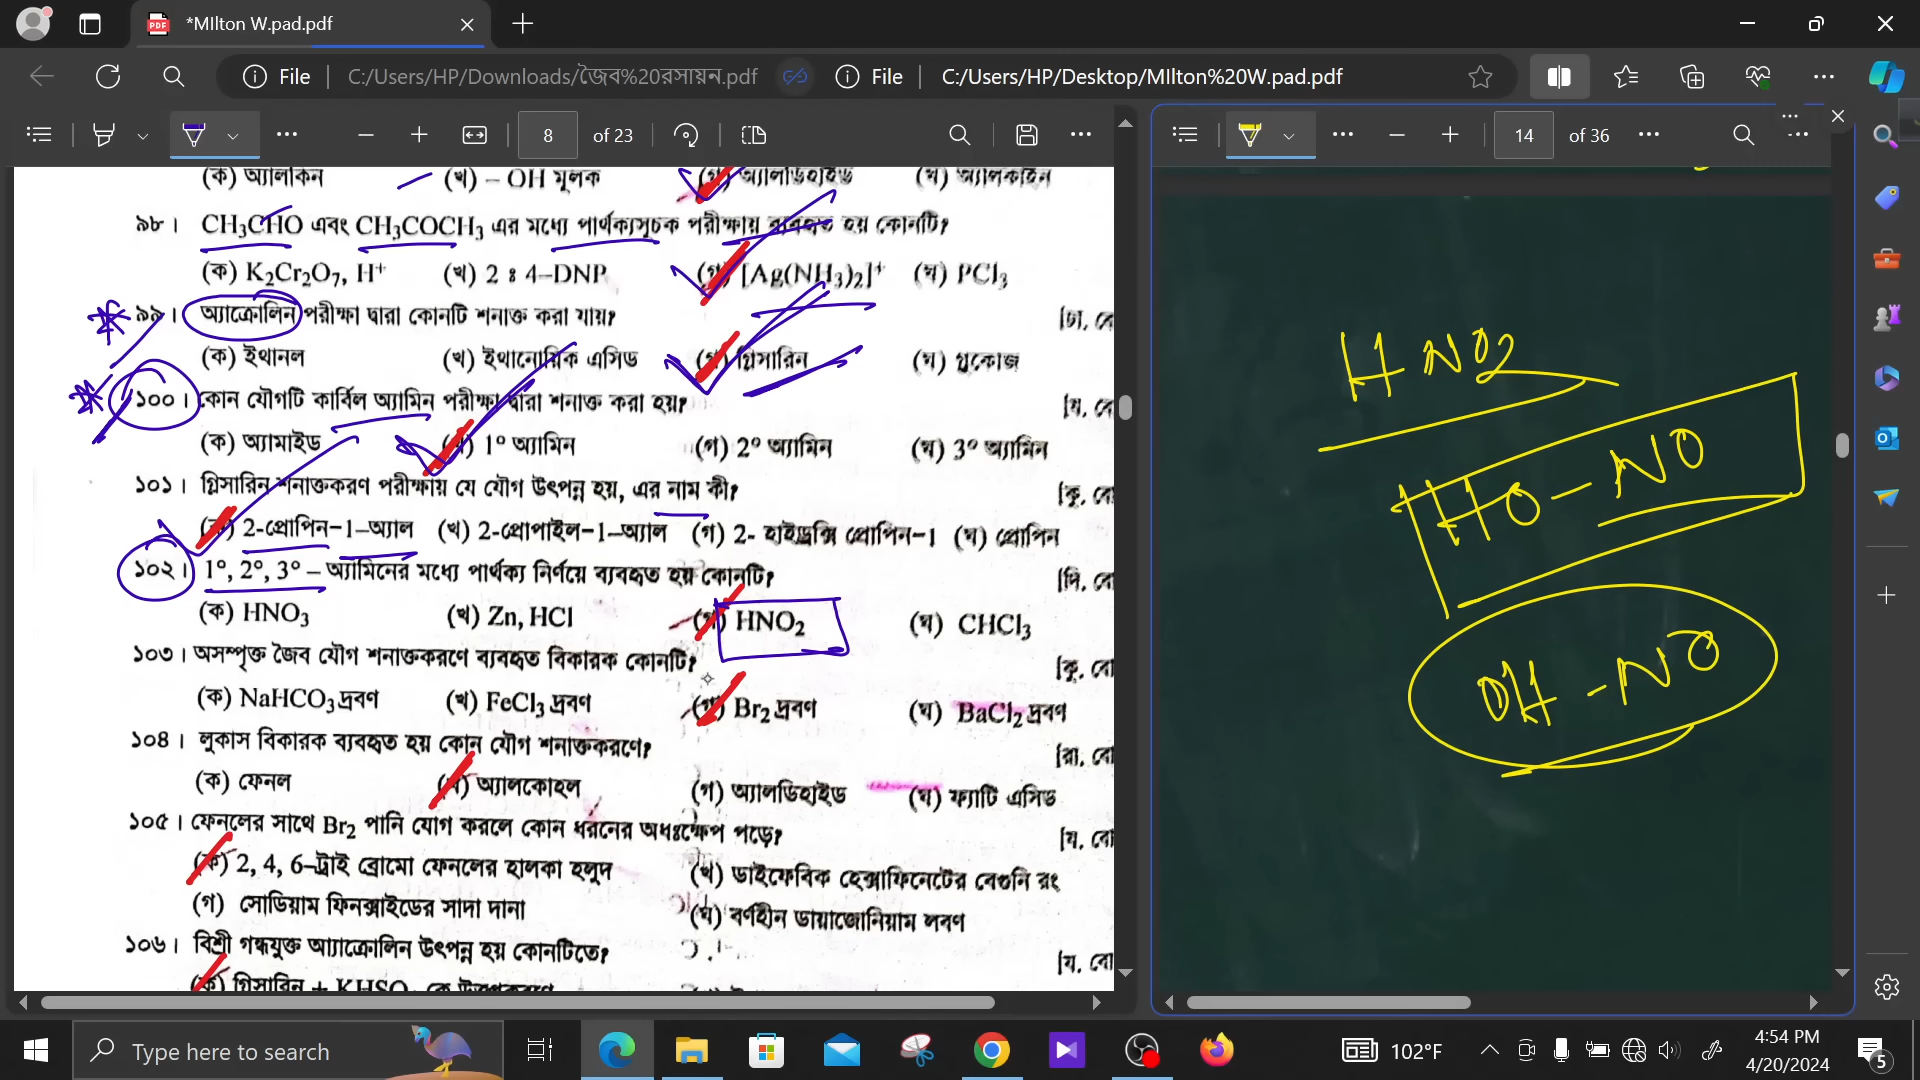 *MIlton W.pad.pdf
File C:/Users/HP/Downloads/জৈব%20রসায়ন.pdf File C:/Users/HP/Desktop/MIlton%20W.pad.pdf
8 of 23 14 of 36
(ক) অ্যালকিন (খ) – OH মূলক (গ) অ্যালডিহাইড (ঘ) অ্যালকাইন
৯৮। CH3CHO এবং CH3COCH3 এর মধ্যে পার্থক্যসূচক পরীক্ষায় ব্যবহৃত হয় কোনটি?
(ক) K2Cr2O7, H+ (খ) 2 ঃ 4–DNP (গ) [Ag(NH3)2]+ (ঘ) PCl3
৯৯। অ্যাক্রোলিন পরীক্ষা দ্বারা কোনটি শনাক্ত করা যায়? [ঢা. বো
(ক) ইথানল (খ) ইথানোয়িক এসিড (গ) গ্লিসারিন (ঘ) গ্লুকোজ
১০০। কোন যৌগটি কার্বিল অ্যামিন পরীক্ষা দ্বারা শনাক্ত করা হয়? [য. বো
(ক) অ্যামাইড (খ) 1° অ্যামিন (গ) 2° অ্যামিন (ঘ) 3° অ্যামিন
১০১। গ্লিসারিন শনাক্তকরণ পরীক্ষায় যে যৌগ উৎপন্ন হয়, এর নাম কী? [কু. বো
(ক) 2-প্রোপিন–1–অ্যাল (খ) 2-প্রোপাইল–1–অ্যাল (গ) 2- হাইড্রক্সি প্রোপিন–1 (ঘ) প্রোপিন
১০২। 1°, 2°, 3° – অ্যামিনের মধ্যে পার্থক্য নির্ণয়ে ব্যবহৃত হয় কোনটি? [দি. বো
(ক) HNO3 (খ) Zn, HCl (গ) HNO2 (ঘ) CHCl3
১০৩। অসম্পৃক্ত জৈব যৌগ শনাক্তকরণে ব্যবহৃত বিকারক কোনটি? [কু. বো
(ক) NaHCO3 দ্রবণ (খ) FeCl3 দ্রবণ (গ) Br2 দ্রবণ (ঘ) BaCl2 দ্রবণ
১০৪। লুকাস বিকারক ব্যবহৃত হয় কোন যৌগ শনাক্তকরণে? [রা. বো
(ক) ফেনল (খ) অ্যালকোহল (গ) অ্যালডিহাইড (ঘ) ফ্যাটি এসিড
১০৫। ফেনলের সাথে Br2 পানি যোগ করলে কোন ধরনের অধঃক্ষেপ পড়ে? [য. বো
(ক) 2, 4, 6–ট্রাই ব্রোমো ফেনলের হালকা হলুদ (খ) ডাইফেবিক হেক্সাফিনেটের বেগুনি রং
(গ) সোডিয়াম ফিনক্সাইডের সাদা দানা (ঘ) বর্ণহীন ডায়াজোনিয়াম লবণ
১০৬। বিশ্রী গন্ধযুক্ত অ্যাক্রোলিন উৎপন্ন হয় কোনটিতে? [য. বো
(ক) গ্লিসারিন + KHSO4 কে উত্তপ্তকরণে
HNO2
HO – NO
OH – NO
Type here to search
102°F
4:54 PM
4/20/2024
5